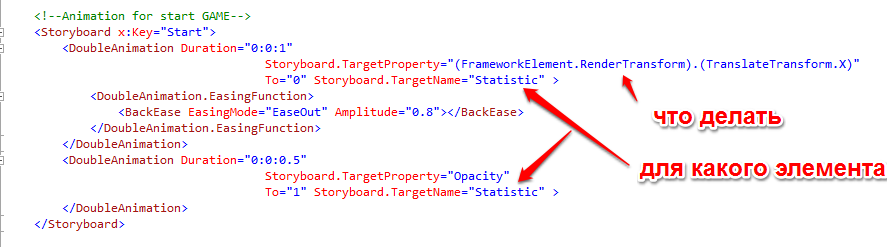 <!--Animation for start GAME-->
<Storyboard x:Key="Start">
<DoubleAnimation Duration="0:0:1"
Storyboard.TargetProperty="(FrameworkElement.RenderTransform).(TranslateTransform.X)"
To="0" Storyboard.TargetName="Statistic" >
<DoubleAnimation.EasingFunction>
<BackEase EasingMode="EaseOut" Amplitude="0.8"></BackEase>
</DoubleAnimation.EasingFunction>
</DoubleAnimation>
<DoubleAnimation Duration="0:0:0.5"
Storyboard.TargetProperty="Opacity"
To="1" Storyboard.TargetName="Statistic" >
</DoubleAnimation>
</Storyboard>
что делать
для какого элемента